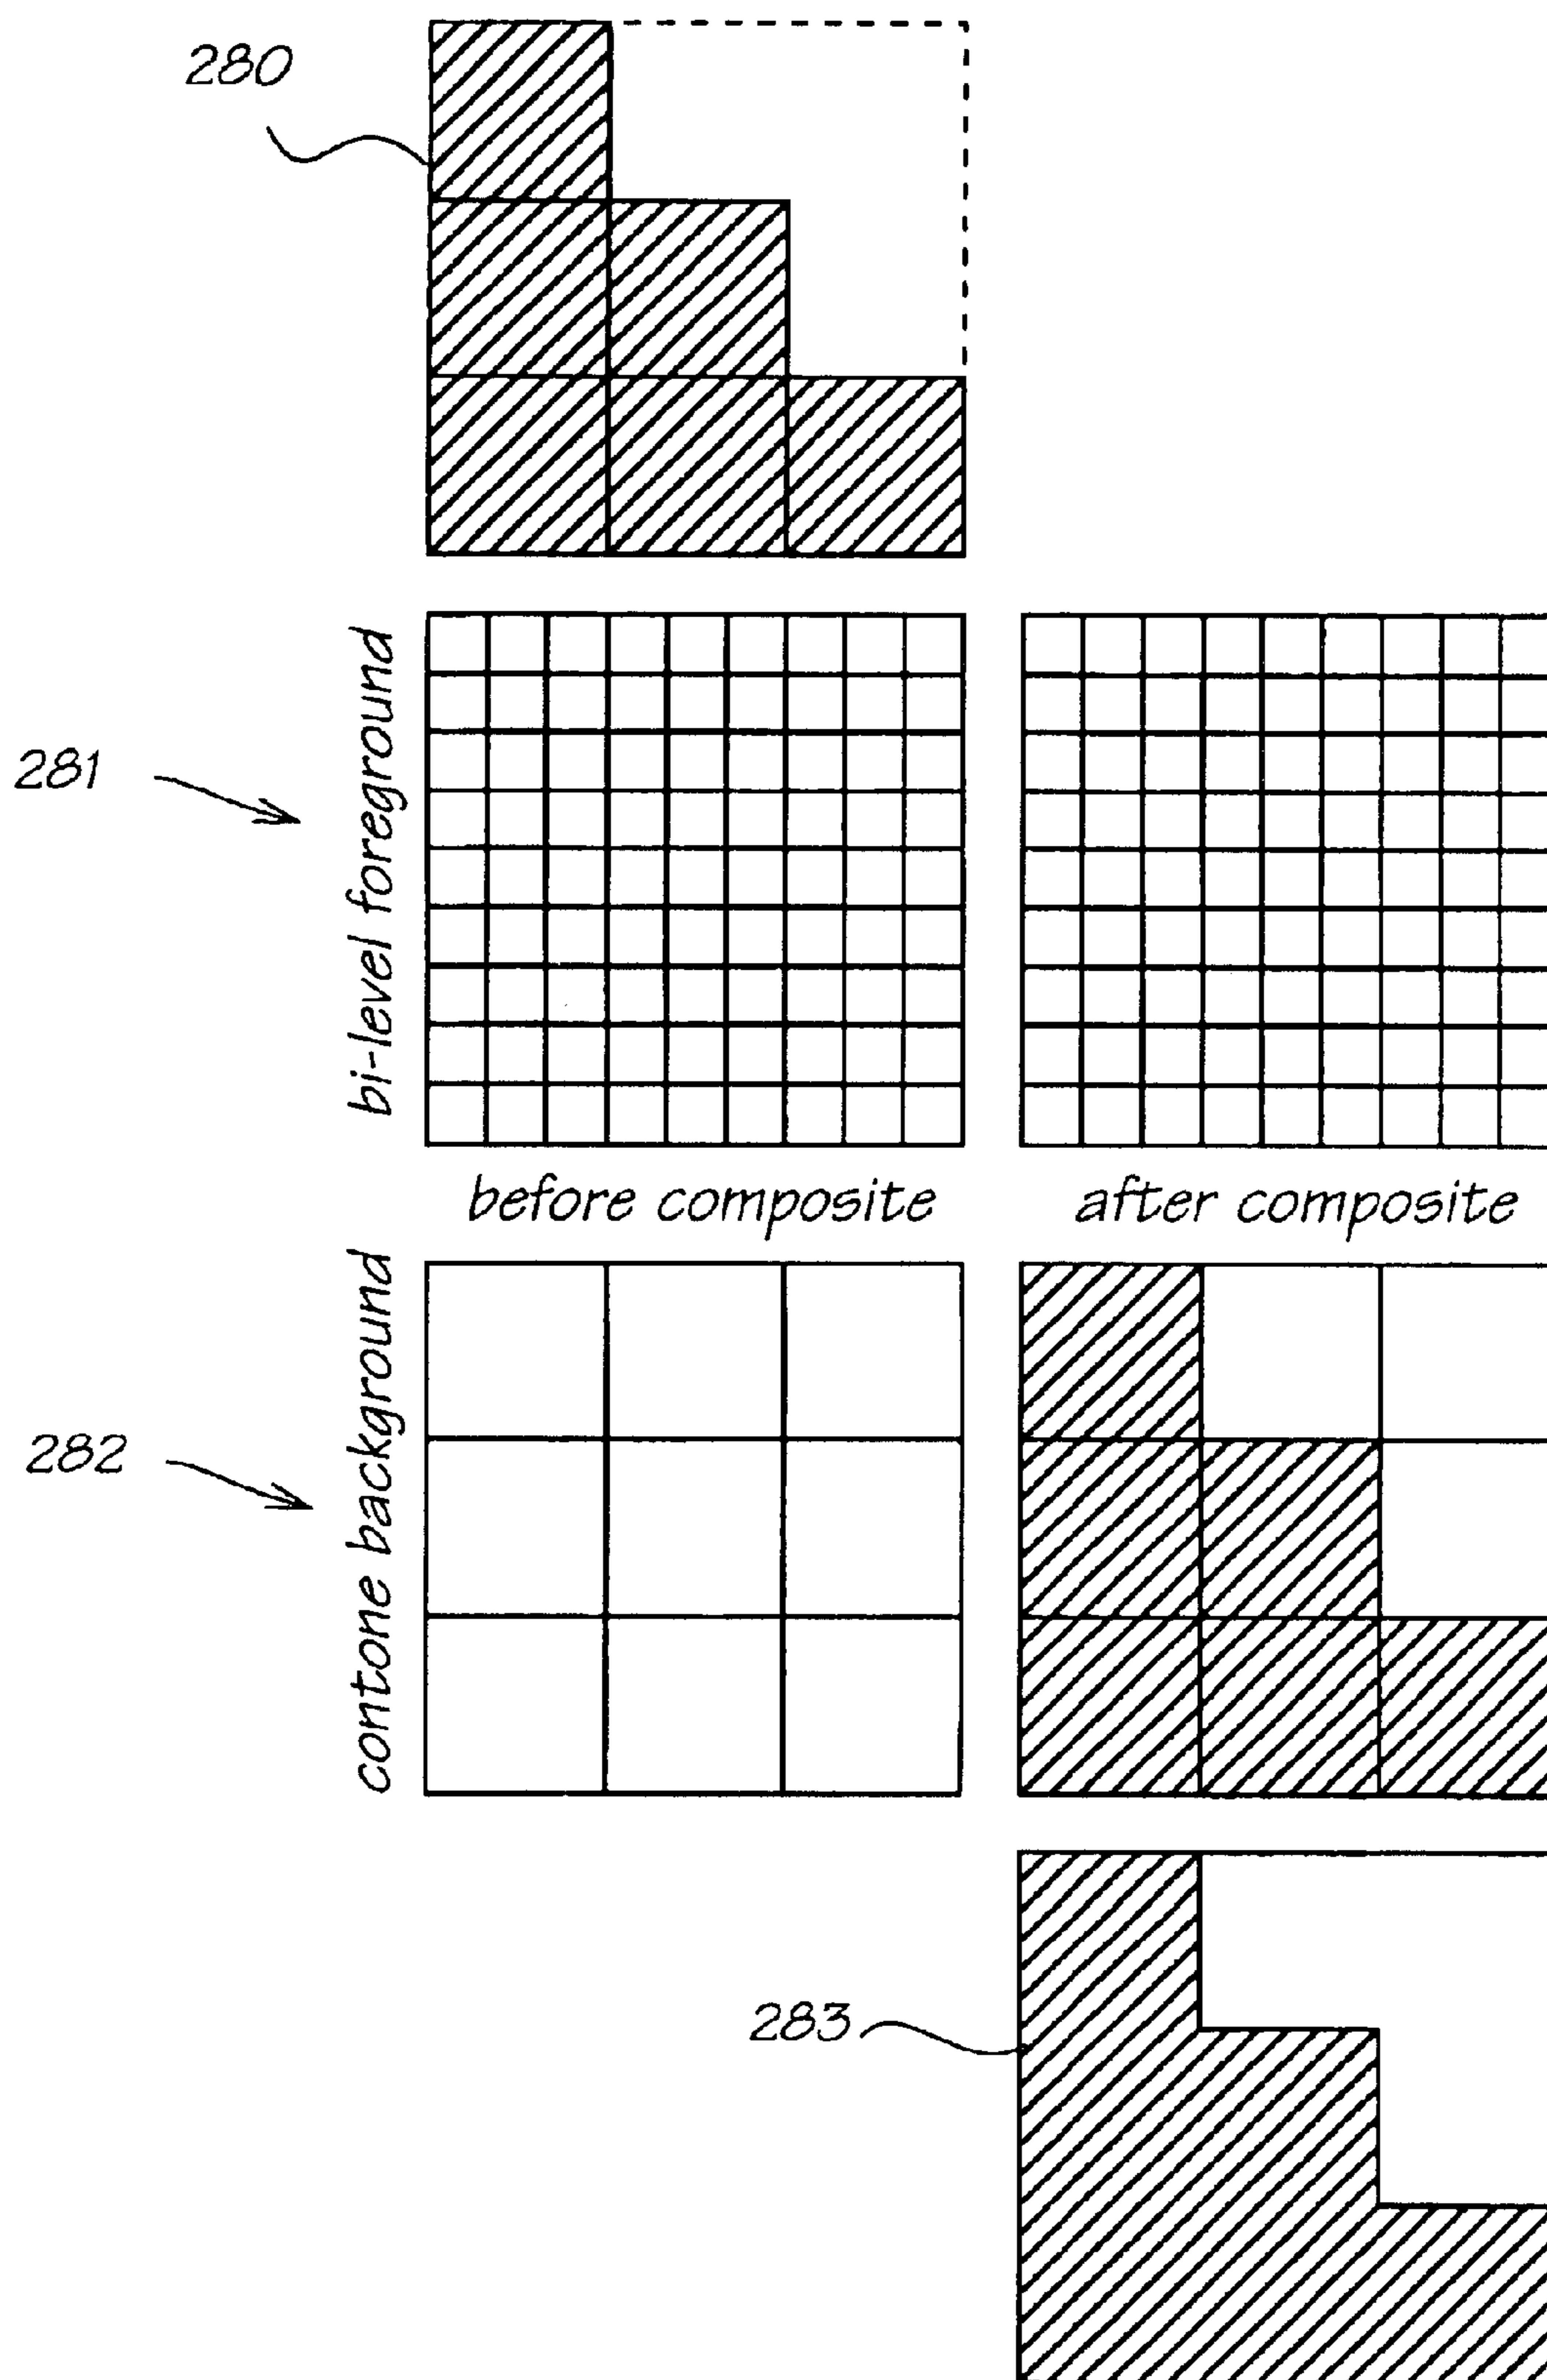 280
281
bi-level foreground
before composite
after composite
282
contone background
283